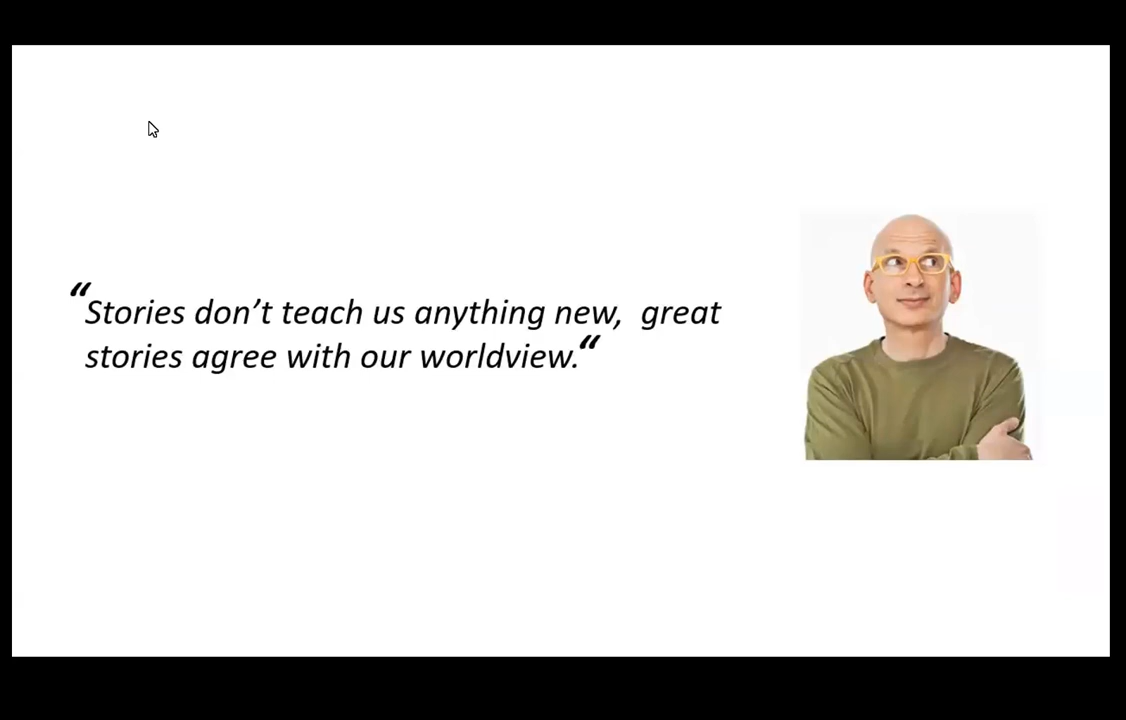 “Stories don’t teach us anything new,  great
stories agree with our worldview.“